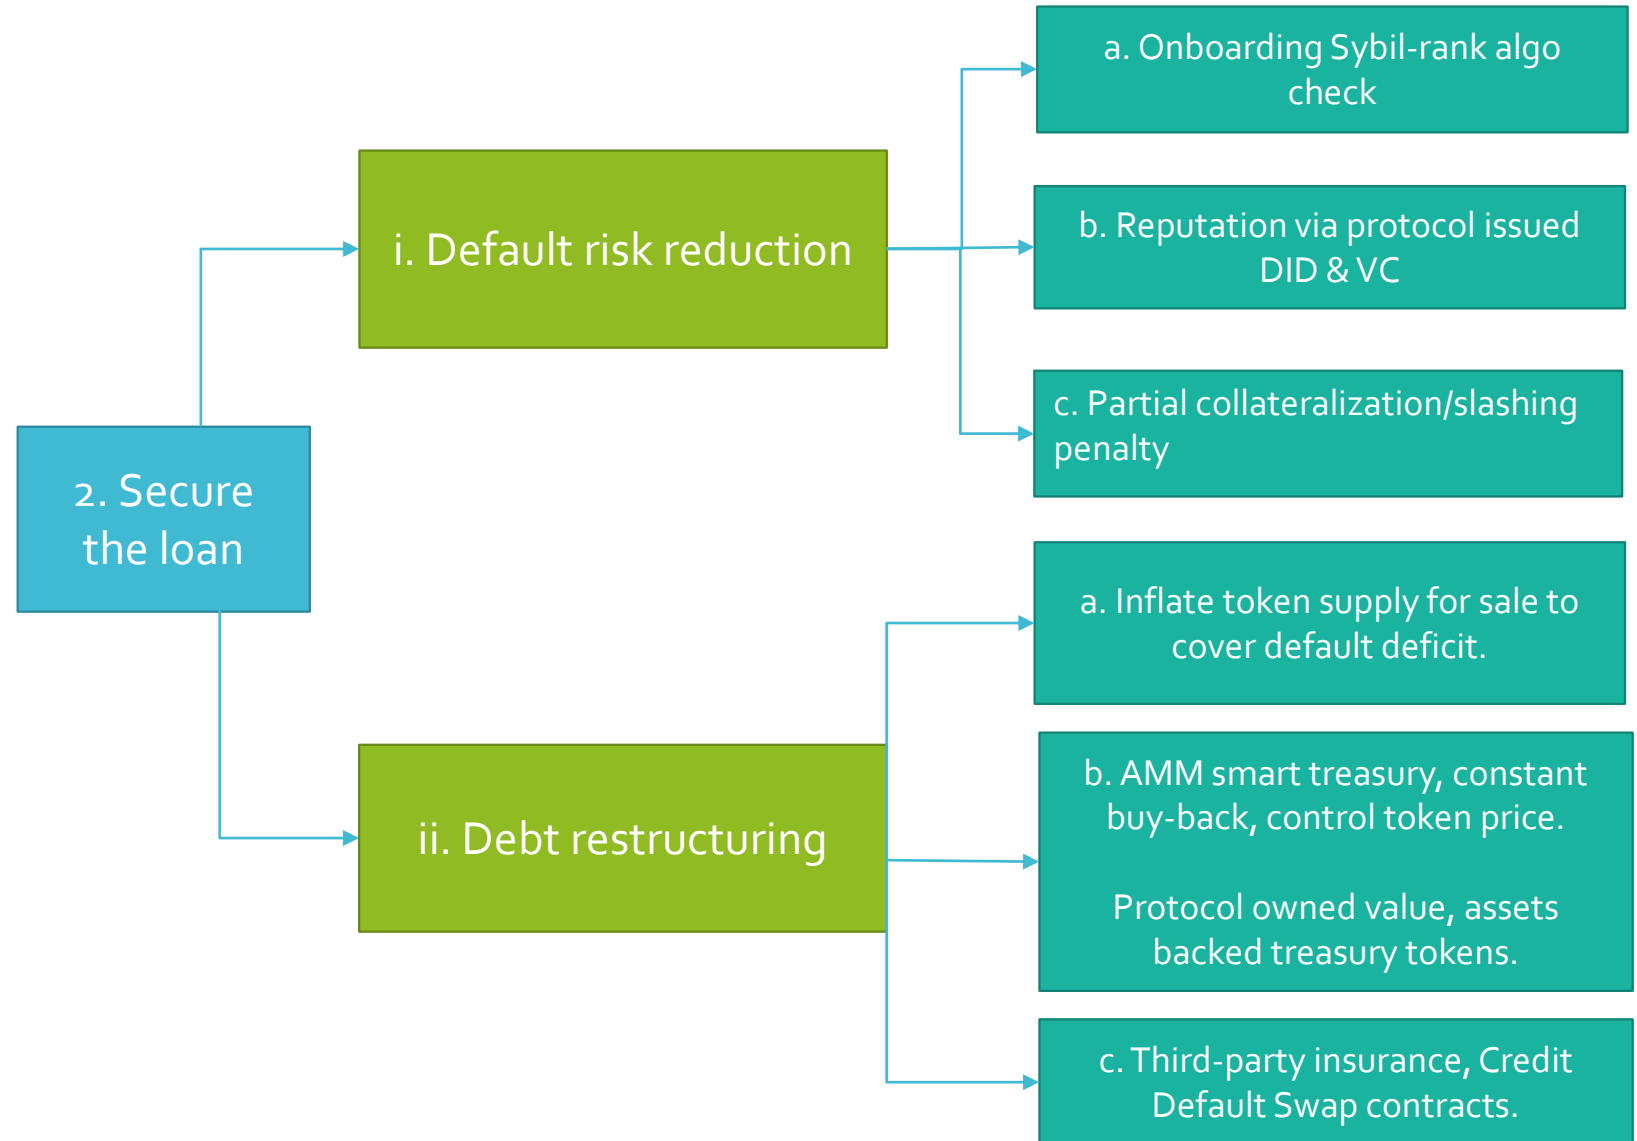 a. Onboarding Sybil-rank algo
check
i. Default risk reduction
b. Reputation via protocol issued
DID & VC
c. Partial collateralization/slashing
penalty
2. Secure
the loan
a. Inflate token supply for sale to
cover default deficit.
ii. Debt restructuring
b. AMM smart treasury, constant
buy-back, control token price.
Protocol owned value, assets
backed treasury tokens.
c. Third-party insurance, Credit
Default Swap contracts.